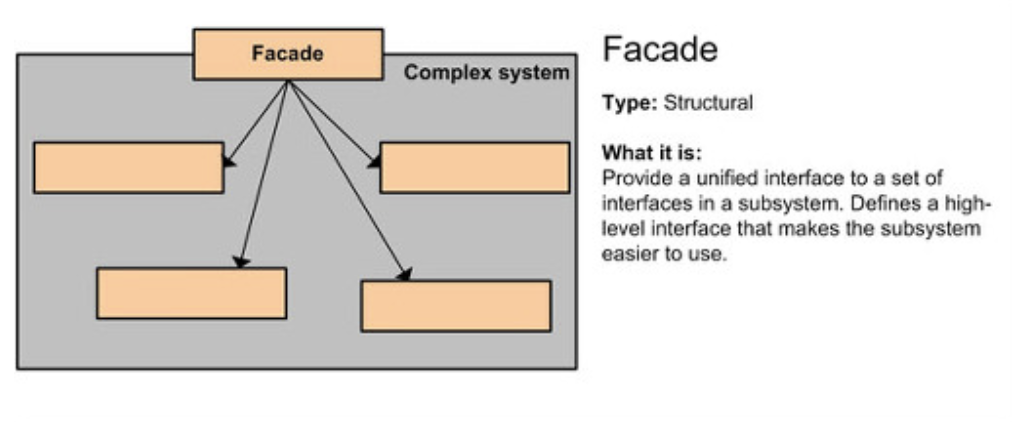 Facade
Complex system
Facade
Type: Structural
What it is:
Provide a unified interface to a set of
interfaces in a subsystem. Defines a high-
level interface that makes the subsystem
easier to use.